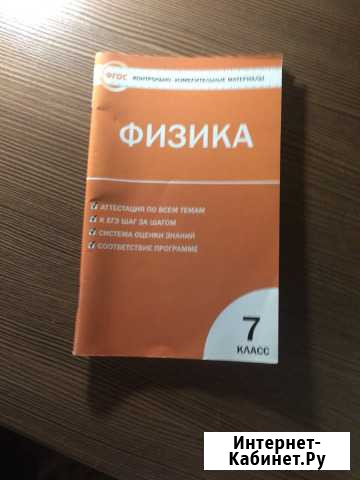 ФГОС
КОНТРОЛЬНО-ИЗМЕРИТЕЛЬНЫЕ МАТЕРИАЛЫ
ФИЗИКА
АТТЕСТАЦИЯ ПО ВСЕМ ТЕМАМ
К ЕГЭ ШАГ ЗА ШАГОМ
СИСТЕМА ОЦЕНКИ ЗНАНИЙ
СООТВЕТСТВИЕ ПРОГРАММЕ
7
КЛАСС
Интернет-
Кабинет.Ру